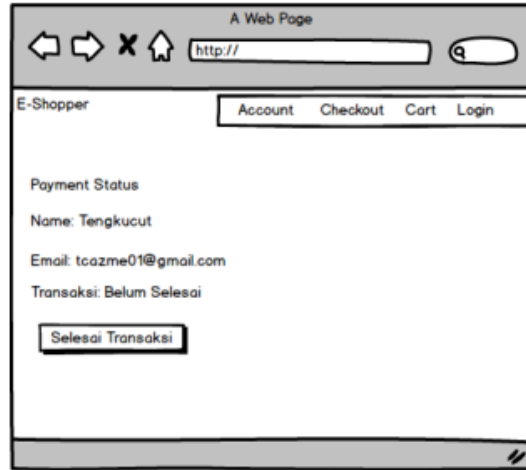 A Web Page
http://
E-Shopper
Account Checkout Cart Login
Payment Status
Name: Tengkucut
Email: tcazme01@gmail.com
Transaksi: Belum Selesai
Selesai Transaksi